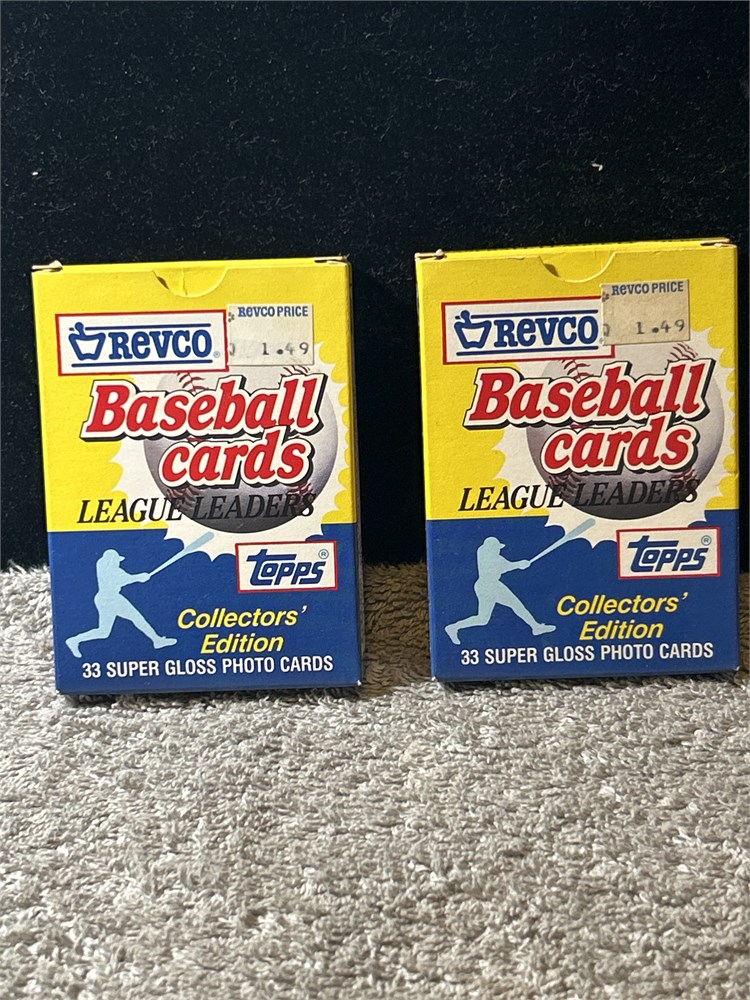 REVCO®
REVCO PRICE
1.49
Baseball
cards
LEAGUE LEADERS
Topps®
Collectors'
Edition
33 SUPER GLOSS PHOTO CARDS
REVCO
REVCO PRICE
1.49
Baseball
cards
LEAGUE LEADERS
Topps®
Collectors'
Edition
33 SUPER GLOSS PHOTO CARDS